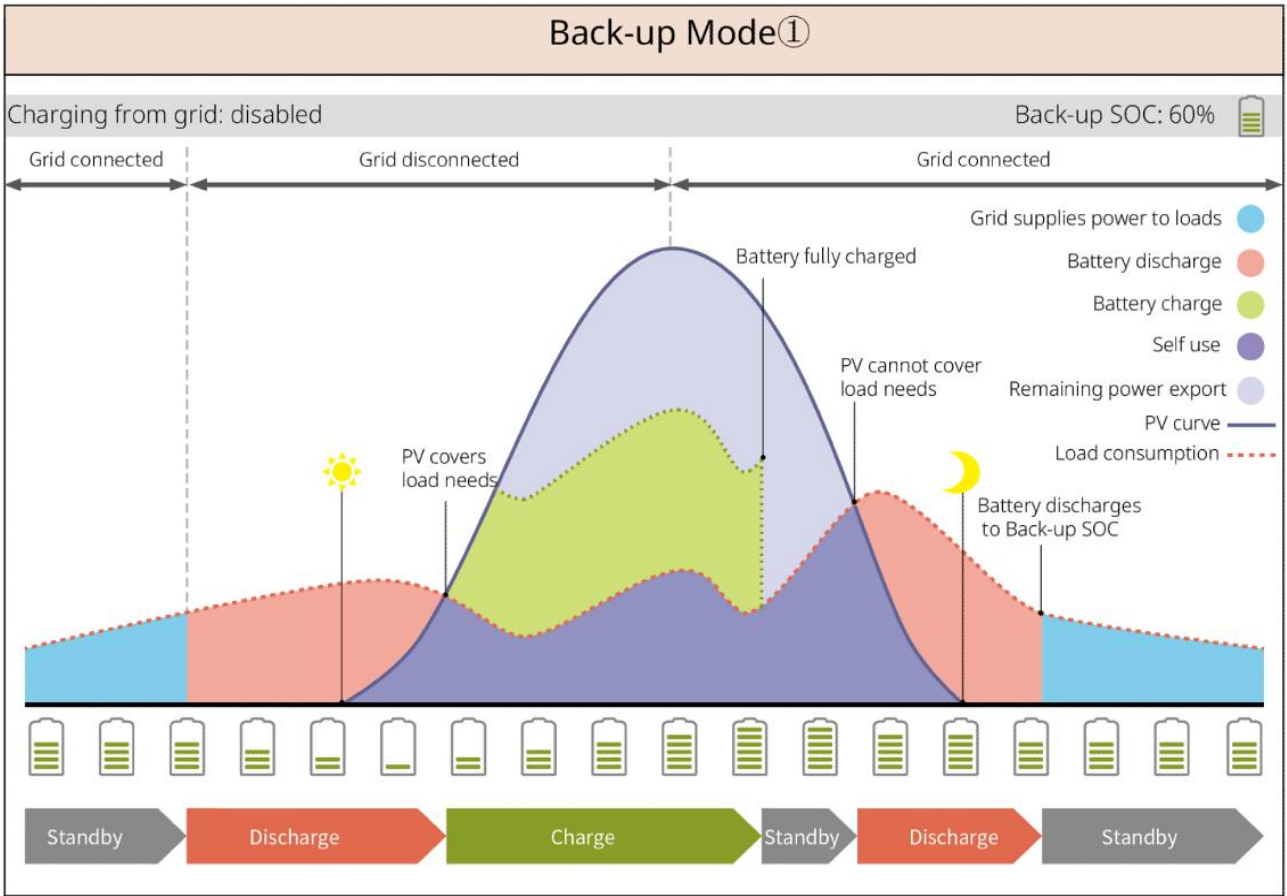 Back-up Mode①
Charging from grid: disabled
Back-up SOC: 60%
Grid connected
Grid disconnected
Grid connected
Grid supplies power to loads
Battery discharge
Battery charge
Self use
Remaining power export
PV curve
Load consumption
Battery fully charged
PV cannot cover
load needs
PV covers
load needs
Battery discharges
to Back-up SOC
Standby
Discharge
Charge
Standby
Discharge
Standby